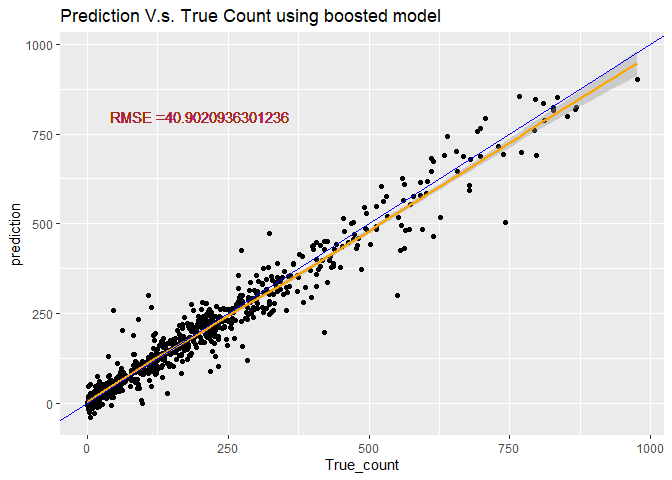 Prediction V.s. True Count using boosted model
1000
750
500
250
0
prediction
RMSE =40.9020936301236
0
250
500
750
1000
True_count